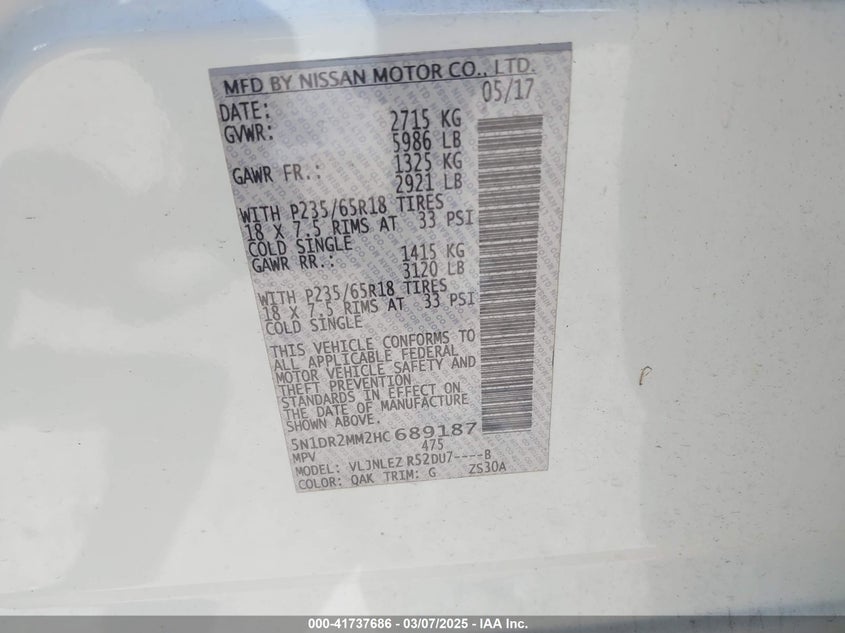 MFD BY NISSAN MOTOR CO., LTD.
DATE: 05/17
GVWR: 2715 KG
5986 LB
GAWR FR.: 1325 KG
2921 LB
WITH P235/65R18 TIRES
18 X 7.5 RIMS AT 33 PSI
COLD SINGLE
GAWR RR.: 1415 KG
3120 LB
WITH P235/65R18 TIRES
18 X 7.5 RIMS AT 33 PSI
COLD SINGLE
THIS VEHICLE CONFORMS TO
ALL APPLICABLE FEDERAL
MOTOR VEHICLE SAFETY AND
THEFT PREVENTION
STANDARDS IN EFFECT ON
THE DATE OF MANUFACTURE
SHOWN ABOVE.
5N1DR2MM2HC 689187
MPV 475
MODEL: VLJNLEZ R52DU7----B
COLOR: QAK TRIM: G ZS30A
000-41737686 - 03/07/2025 - IAA Inc.